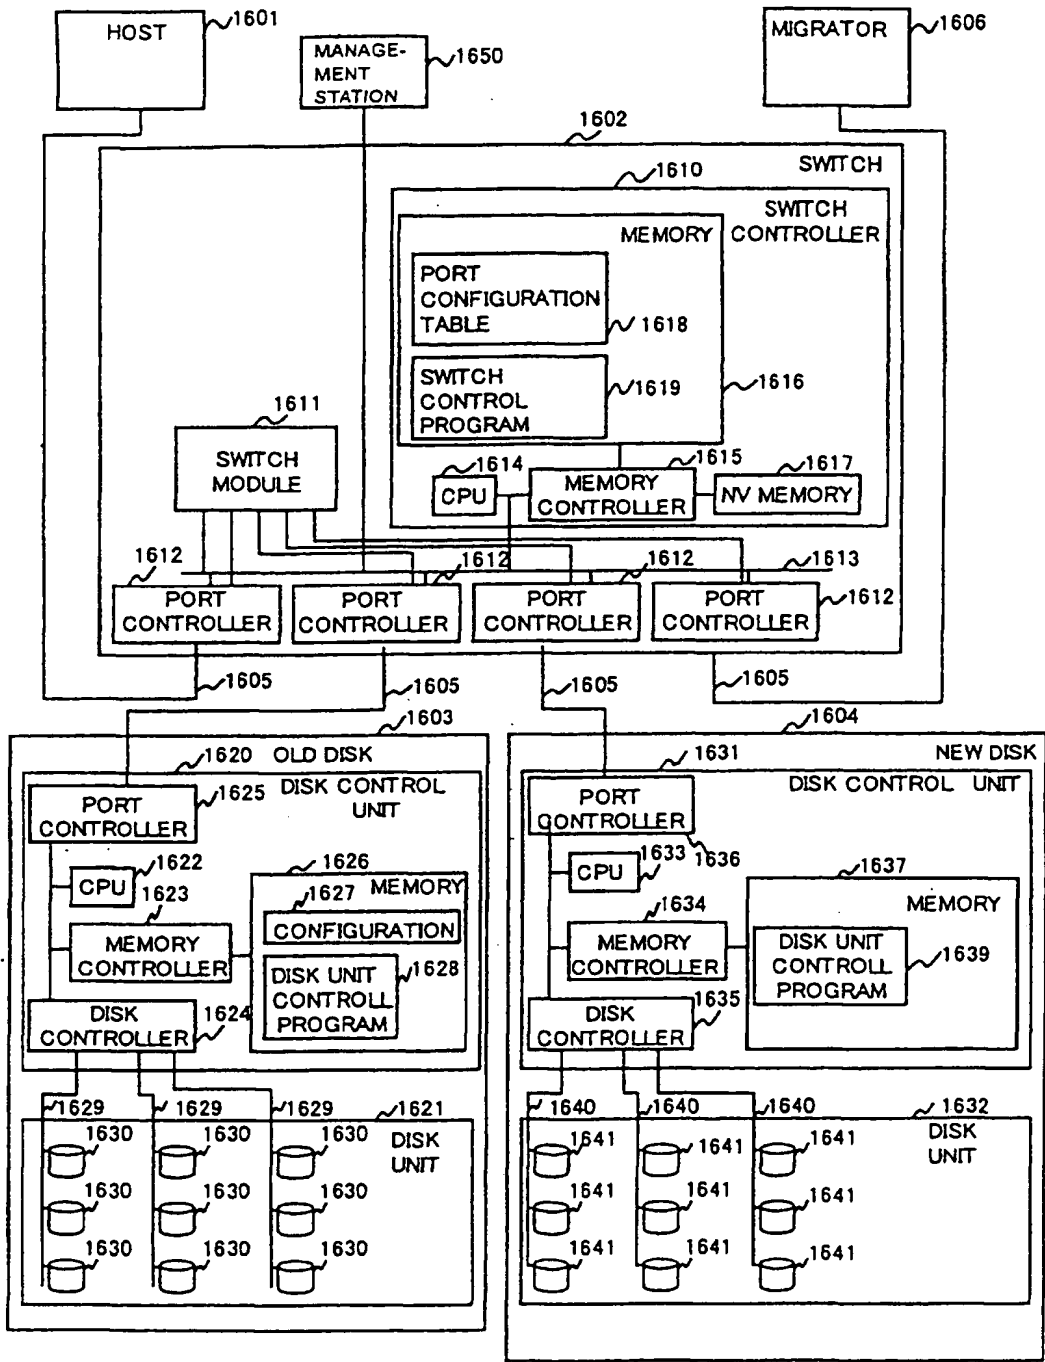 HOST
1601
MANAGE-
MENT
STATION
1650
MIGRATOR
1606
1602
SWITCH
1610
SWITCH
CONTROLLER
MEMORY
PORT
CONFIGURATION
TABLE
1618
SWITCH
CONTROL
PROGRAM
1619
1616
1611
SWITCH
MODULE
1614
CPU
1615
MEMORY
CONTROLLER
1617
NV MEMORY
1612
1612
1612
1613
PORT
CONTROLLER
PORT
CONTROLLER
PORT
CONTROLLER
PORT
CONTROLLER
1612
1605
1605
1605
1605
1603
OLD DISK
1620
DISK CONTROL
UNIT
1625
PORT
CONTROLLER
1622
CPU
1623
MEMORY
CONTROLLER
1626
MEMORY
1627
CONFIGURATION
DISK UNIT
CONTROLL
PROGRAM
1628
DISK
CONTROLLER
1624
1629
1629
1629
1621
DISK
UNIT
1630
1630
1630
1630
1630
1630
1630
1630
1630
1604
NEW DISK
1631
DISK CONTROL UNIT
PORT
CONTROLLER
1636
CPU
1633
1634
MEMORY
CONTROLLER
1637
MEMORY
DISK UNIT
CONTROLL
PROGRAM
1639
DISK
CONTROLLER
1635
1640
1640
1640
1632
DISK
UNIT
1641
1641
1641
1641
1641
1641
1641
1641
1641